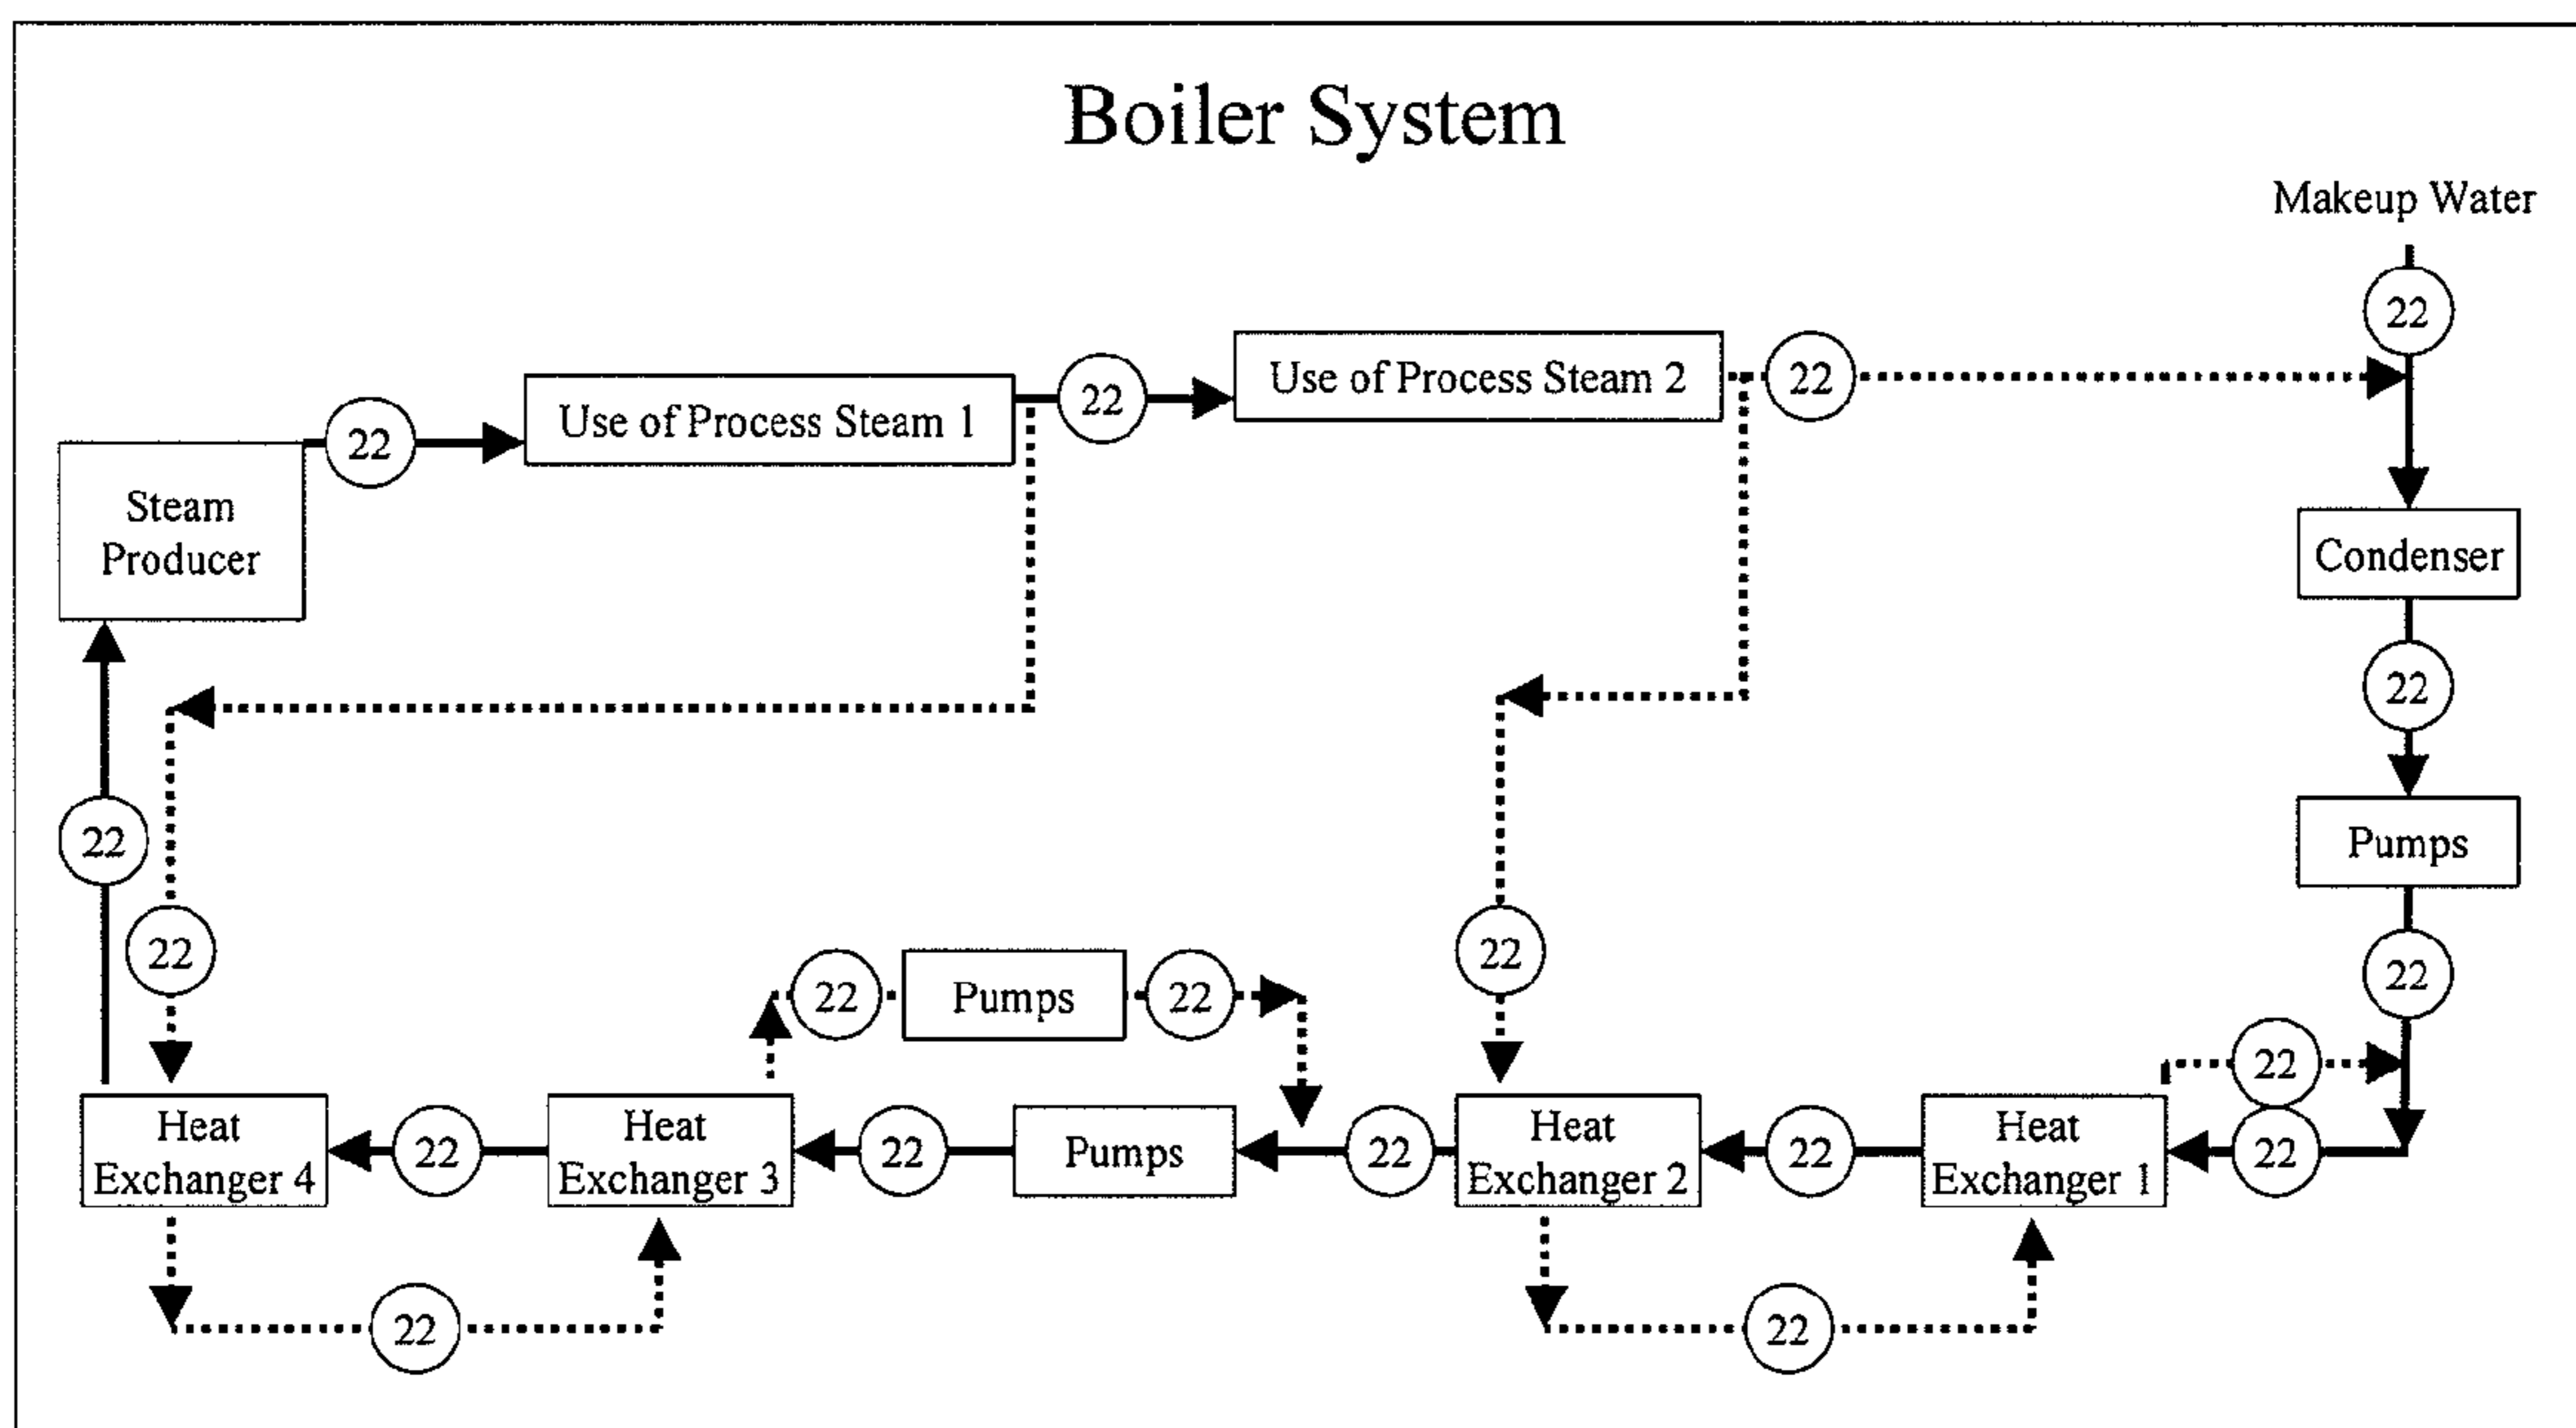 Boiler System
Makeup Water
22
Use of Process Steam 2
22
Use of Process Steam 1
22
22
Steam
Producer
Condenser
22
22
Pumps
22
22
22
22
Pumps
22
22
22
Heat
Exchanger 4
22
Heat
Exchanger 3
22
Pumps
22
Heat
Exchanger 2
22
Heat
Exchanger 1
22
22
22